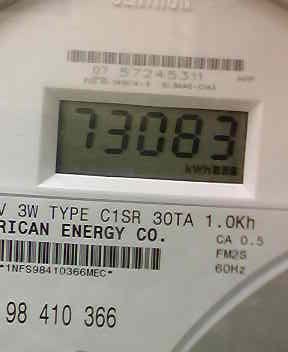 07 57245311
73083
kWh
V 3W TYPE C1SR 30TA 1.0Kh
RICAN ENERGY CO.
CA 0.5
FM2S
60Hz
*1NFS98410366MEC*
98 410 366